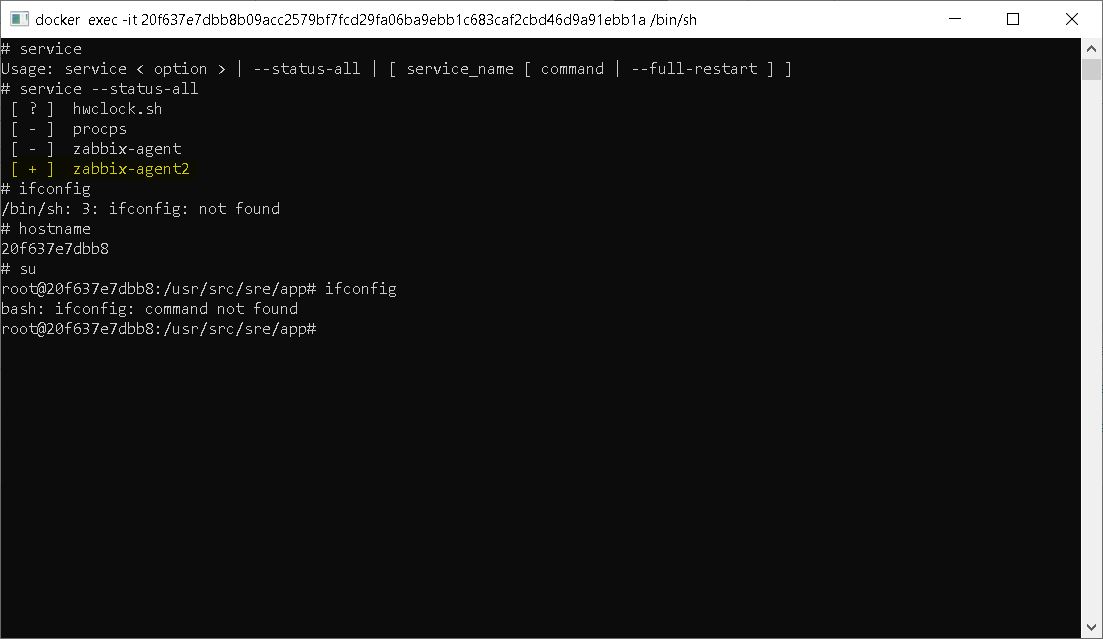 docker exec -it 20f637e7dbb8b09acc2579bf7fcd29fa06ba9ebb1c683caf2cbd46d9a91ebb1a /bin/sh
# service
Usage: service < option > | --status-all | [ service_name [ command | --full-restart ] ]
# service --status-all
[ ? ] hwclock.sh
[ - ] procps
[ - ] zabbix-agent
[ + ] zabbix-agent2
# ifconfig
/bin/sh: 3: ifconfig: not found
# hostname
20f637e7dbb8
# su
root@20f637e7dbb8:/usr/src/sre/app# ifconfig
bash: ifconfig: command not found
root@20f637e7dbb8:/usr/src/sre/app#